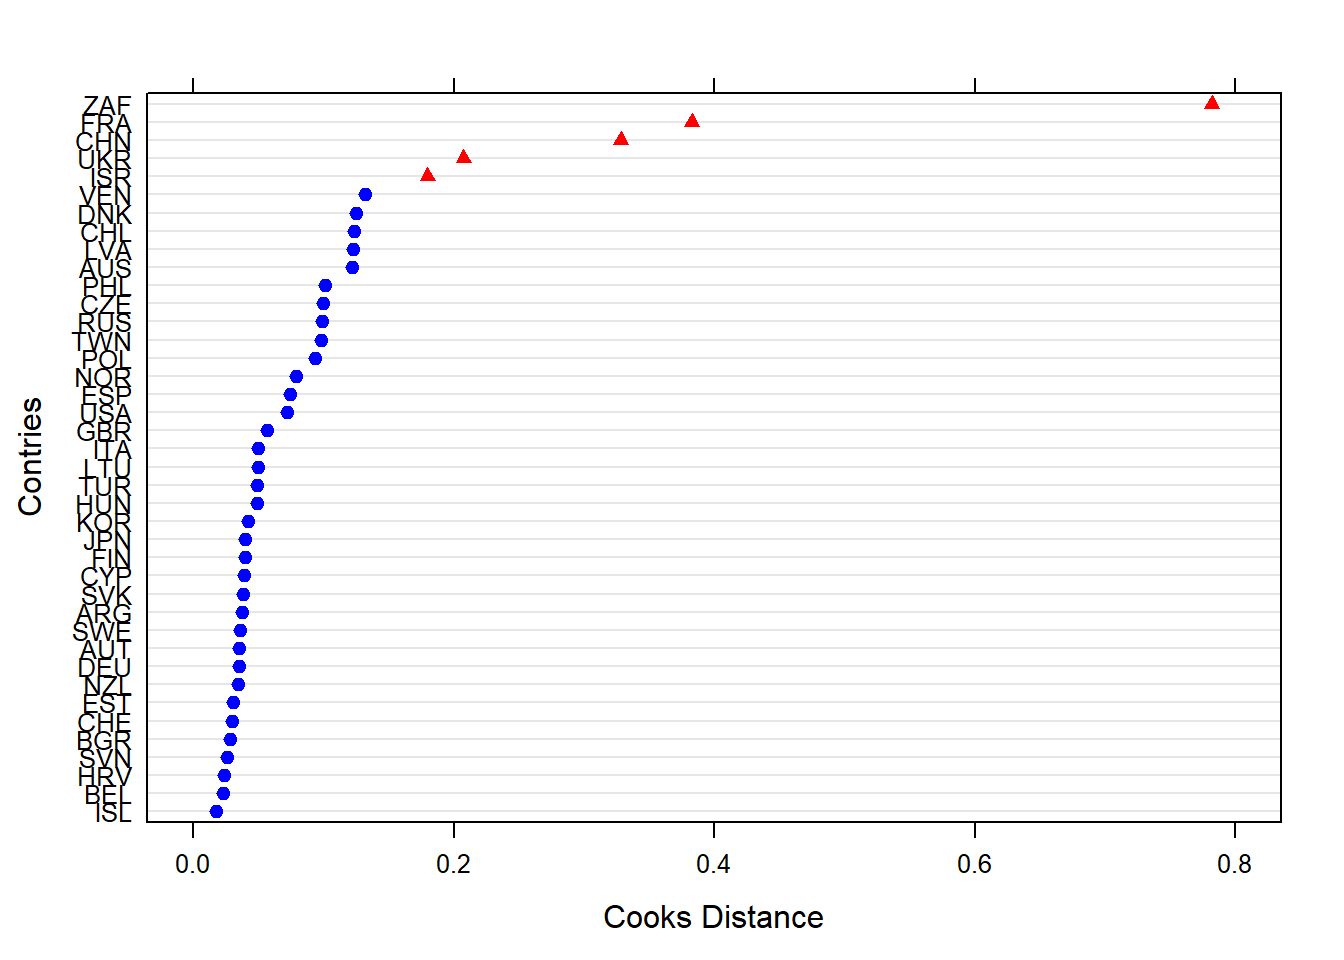 ZAF
FRA
CHN
UKR
ISR
VEN
DNK
CHL
LVA
AUS
PHL
CZE
RUS
TWN
POL
NOR
ESP
USA
GBR
ITA
LTU
TUR
HUN
KOR
JPN
FIN
CYP
SVK
ARG
SWE
AUT
DEU
NZL
EST
CHE
BGR
SVN
HRV
BEL
ISL
Contries
0.0 0.2 0.4 0.6 0.8
Cooks Distance